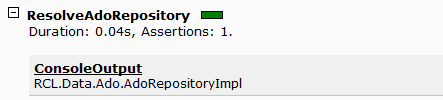 ResolveAdoRepository
Duration: 0.04s, Assertions: 1.
ConsoleOutput
RCL.Data.Ado.AdoRepositoryImpl